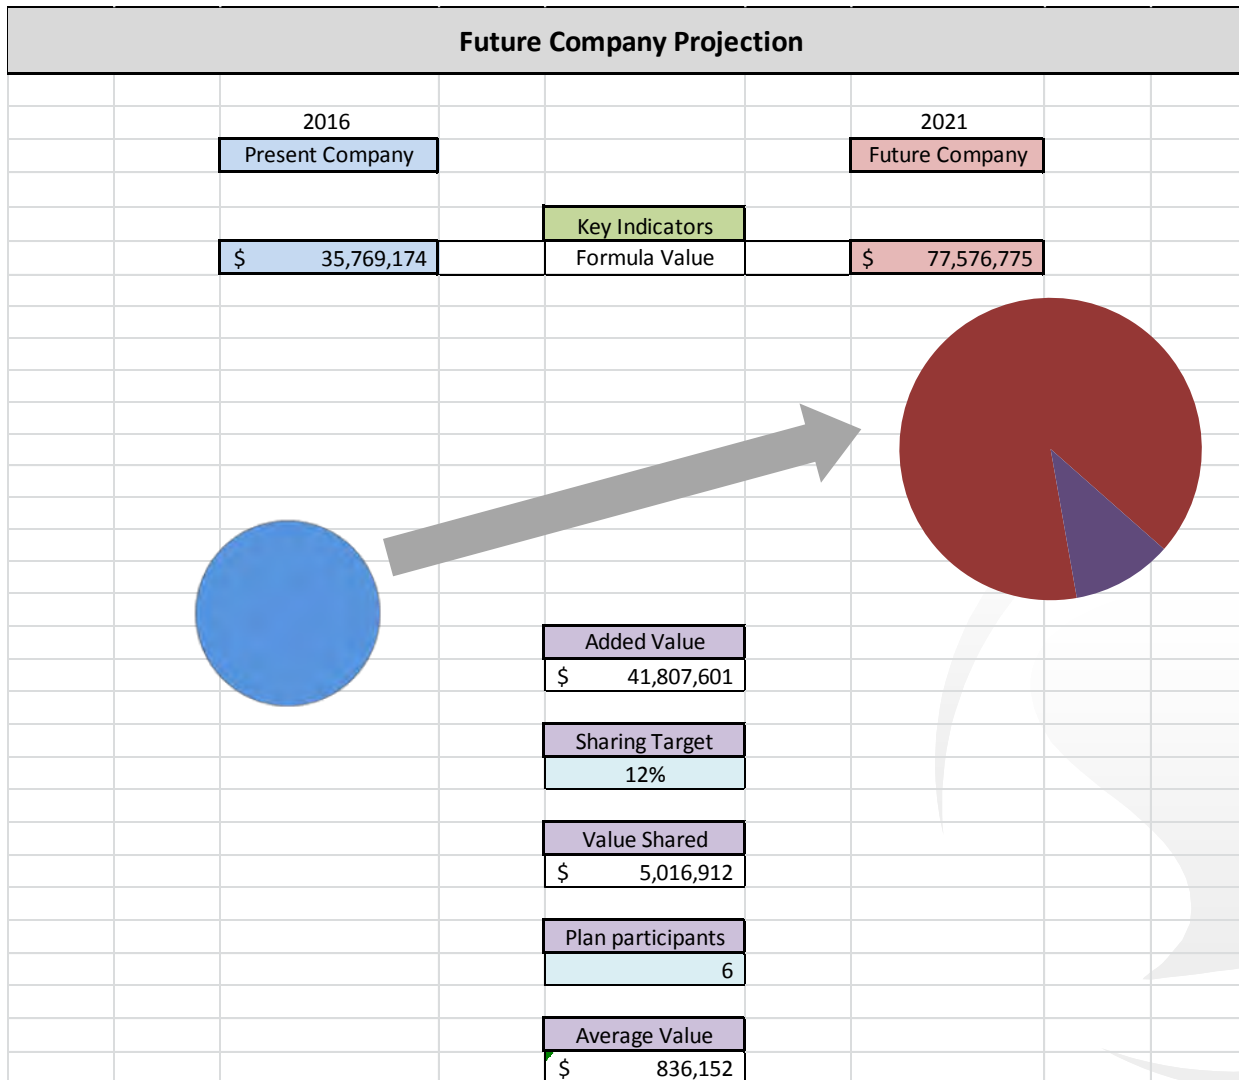 Future Company Projection
2016 2021
Present Company Future Company
Key Indicators
$ 35,769,174 Formula Value $ 77,576,775
Added Value
$ 41,807,601
Sharing Target
12%
Value Shared
$ 5,016,912
Plan participants
6
Average Value
$ 836,152